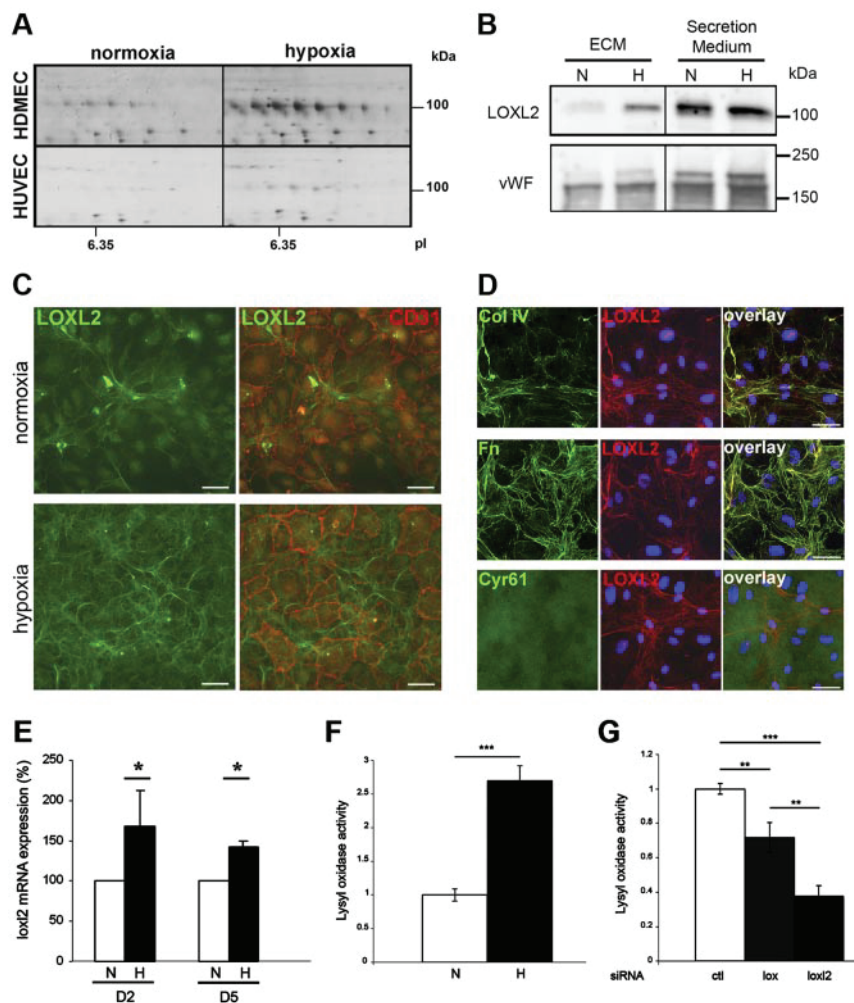 A
normoxia
hypoxia
kDa
HDMEC
100
HUVEC
100
6.35
6.35
pI
B
ECM
Secretion Medium
N
H
N
H
kDa
LOXL2
100
250
vWF
150
C
LOXL2
LOXL2
CD31
normoxia
hypoxia
D
Col IV
LOXL2
overlay
Fn
LOXL2
overlay
Cyr61
LOXL2
overlay
E
loxl2 mRNA expression (%)
250
200
150
100
50
0
*
*
N
H
N
H
D2
D5
F
Lysyl oxidase activity
3
2.5
2
1.5
1
0.5
0
***
N
H
G
Lysyl oxidase activity
1.2
1
0.8
0.6
0.4
0.2
0
***
**
**
siRNA
ctl
lox
loxl2